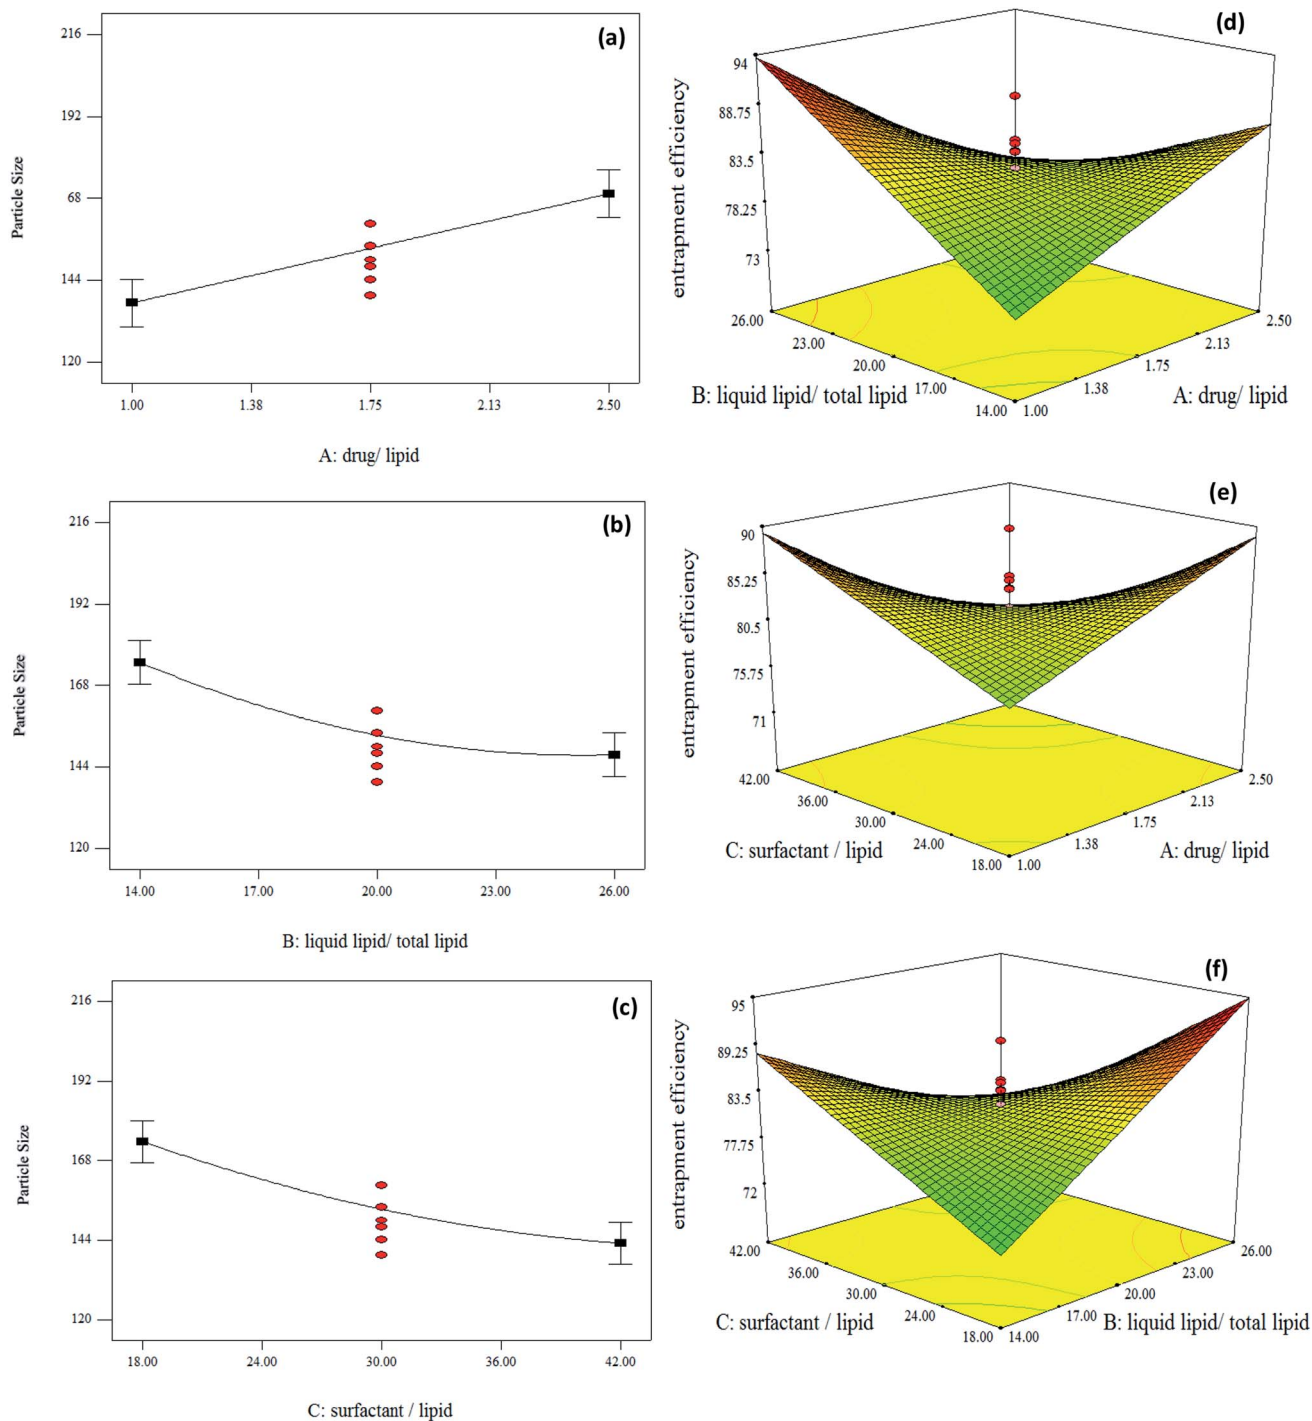 (a)
216
192
68
144
120
Particle Size
1.00 1.38 1.75 2.13 2.50
A: drug/ lipid
(b)
216
192
168
144
120
Particle Size
14.00 17.00 20.00 23.00 26.00
B: liquid lipid/ total lipid
(c)
216
192
168
144
120
Particle Size
18.00 24.00 30.00 36.00 42.00
C: surfactant / lipid
(d)
94
88.75
83.5
78.25
73
entrapment efficiency
26.00 23.00 20.00 17.00 14.00
1.00 1.38 1.75 2.13 2.50
B: liquid lipid/ total lipid
A: drug/ lipid
(e)
90
85.25
80.5
75.75
71
entrapment efficiency
42.00 36.00 30.00 24.00 18.00
1.00 1.38 1.75 2.13 2.50
C: surfactant / lipid
A: drug/ lipid
(f)
95
89.25
83.5
77.75
72
entrapment efficiency
42.00 36.00 30.00 24.00 18.00
14.00 17.00 20.00 23.00 26.00
C: surfactant / lipid
B: liquid lipid/ total lipid